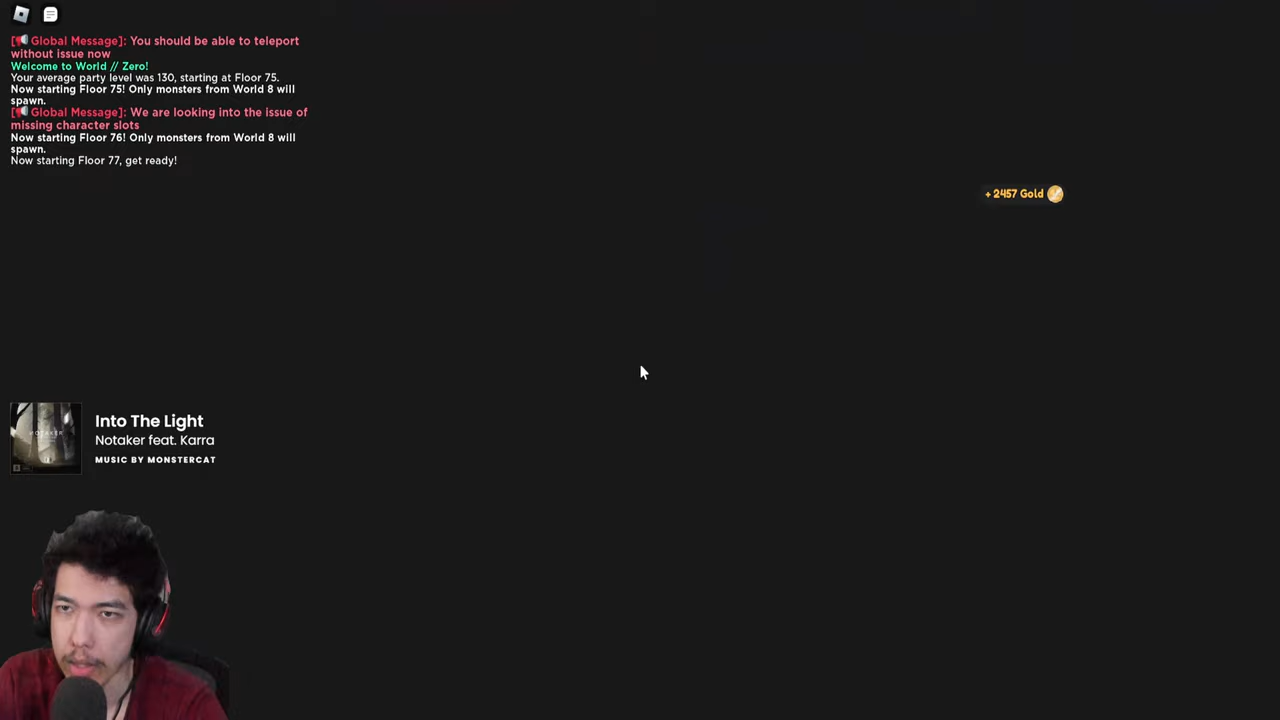 [📢 Global Message]: You should be able to teleport
without issue now
Welcome to World // Zero!
Your average party level was 130, starting at Floor 75.
Now starting Floor 75! Only monsters from World 8 will
spawn.
[📢 Global Message]: We are looking into the issue of
missing character slots
Now starting Floor 76! Only monsters from World 8 will
spawn.
Now starting Floor 77, get ready!
+ 2457 Gold
NOTAKER
Into The Light
Notaker feat. Karra
MUSIC BY MONSTERCAT